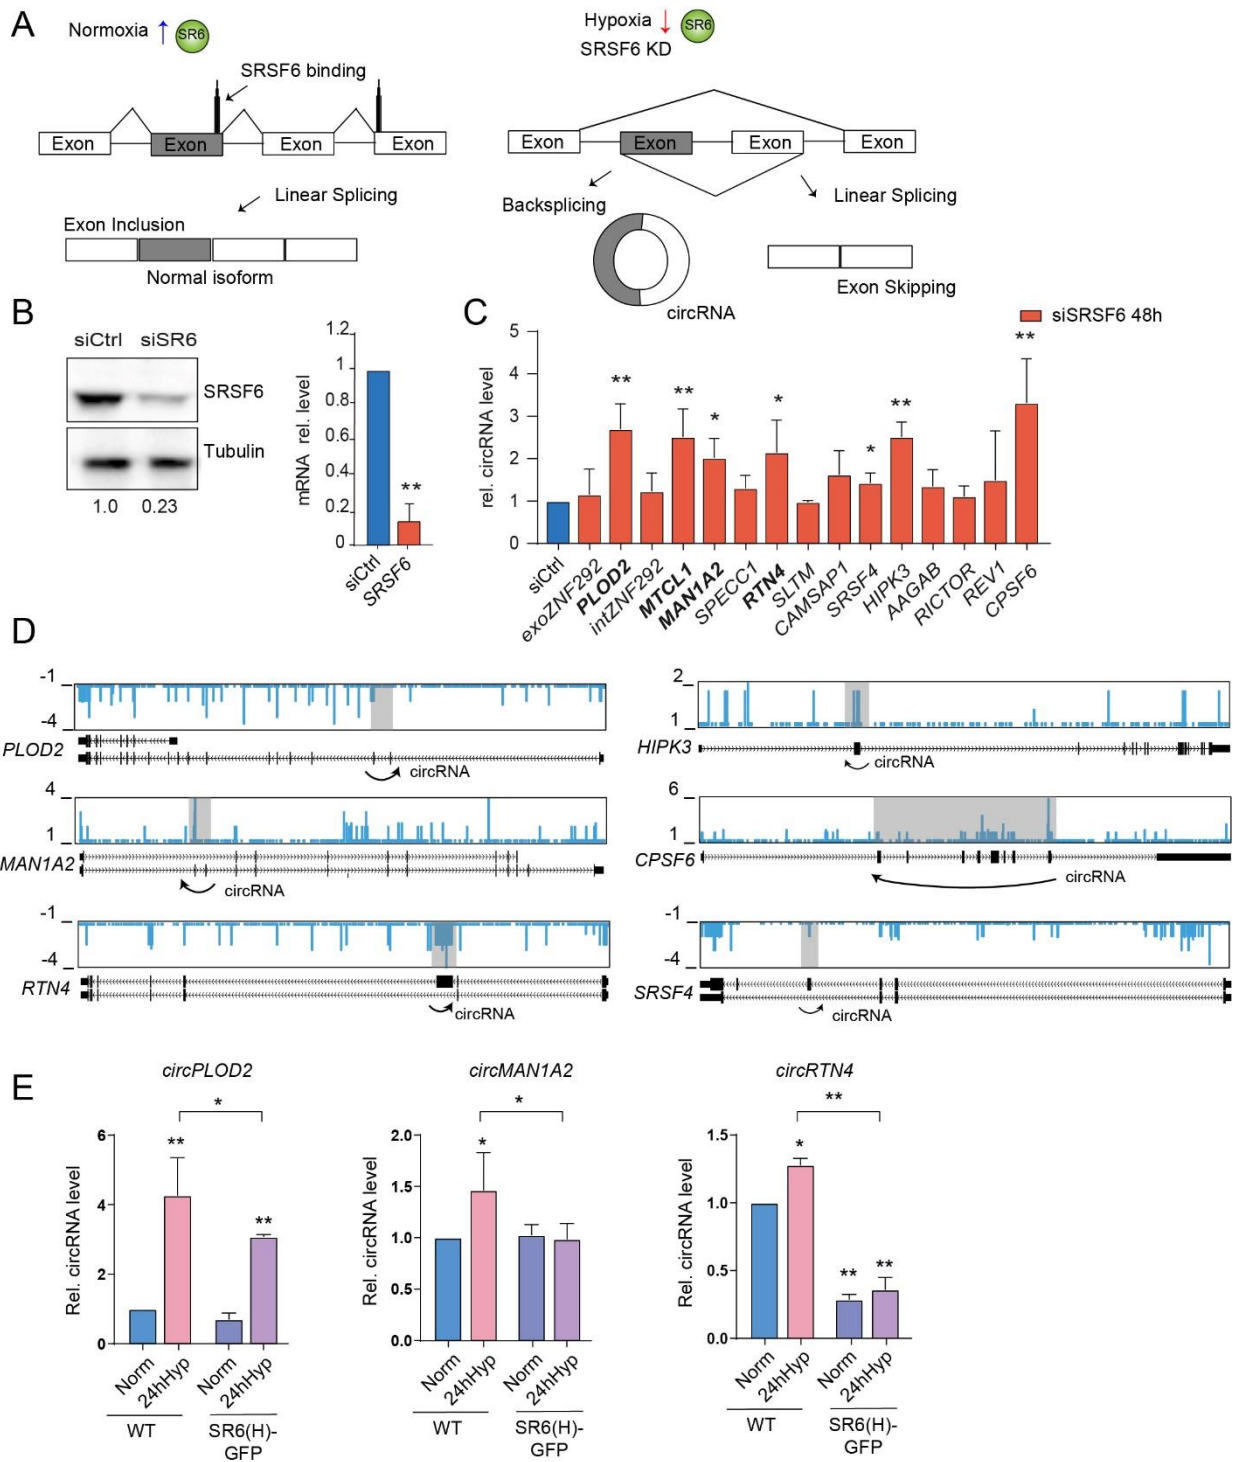 A
Normoxia ↑ SR6
SRSF6 binding
Exon Exon Exon Exon
Linear Splicing
Exon Inclusion
Normal isoform
Hypoxia ↓ SR6
SRSF6 KD
Exon Exon Exon Exon
Backsplicing
Linear Splicing
circRNA
Exon Skipping
B
siCtrl siSR6
SRSF6
Tubulin
1.0 0.23
mRNA rel. level
1.2
1
0.8
0.6
0.4
0.2
0
**
siCtrl
SRSF6
C
siSRSF6 48h
rel. circRNA level
5
4
3
2
1
0
** ** * * * ** **
siCtrl
exoZNF292
PLOD2
intZNF292
MTCL1
MAN1A2
SPECC1
RTN4
SLTM
CAMSAP1
SRSF4
HIPK3
AAGAB
RICTOR
REV1
CPSF6
D
-1
-4
PLOD2
circRNA
4
1
MAN1A2
circRNA
-1
-4
RTN4
circRNA
2
1
HIPK3
circRNA
6
1
CPSF6
circRNA
-1
-4
SRSF4
circRNA
E
circPLOD2
*
Rel. circRNA level
6
4
2
0
** **
Norm 24hHyp Norm 24hHyp
WT SR6(H)-
GFP
circMAN1A2
*
Rel. circRNA level
2.0
1.5
1.0
0.5
0.0
*
Norm 24hHyp Norm 24hHyp
WT SR6(H)-
GFP
circRTN4
**
Rel. circRNA level
1.5
1.0
0.5
0.0
* ** **
Norm 24hHyp Norm 24hHyp
WT SR6(H)-
GFP